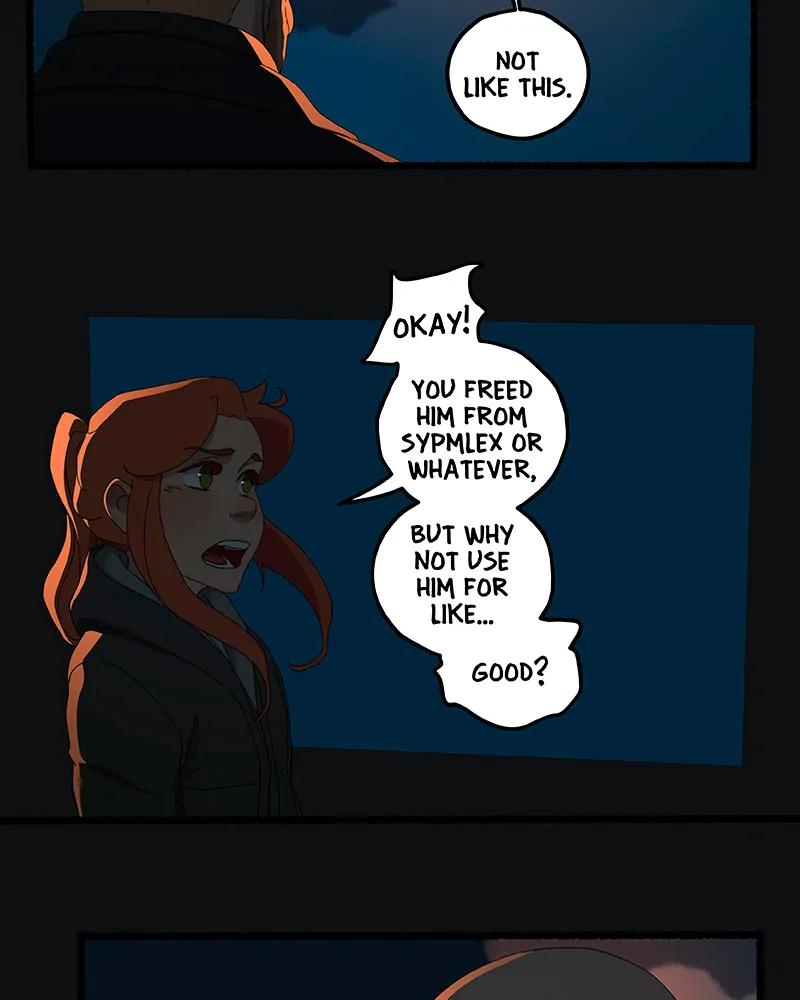 NOT
LIKE THIS.
OKAY!
YOU FREED
HIM FROM
SYPMLEX OR
WHATEVER,
BUT WHY
NOT USE
HIM FOR
LIKE...
GOOD?